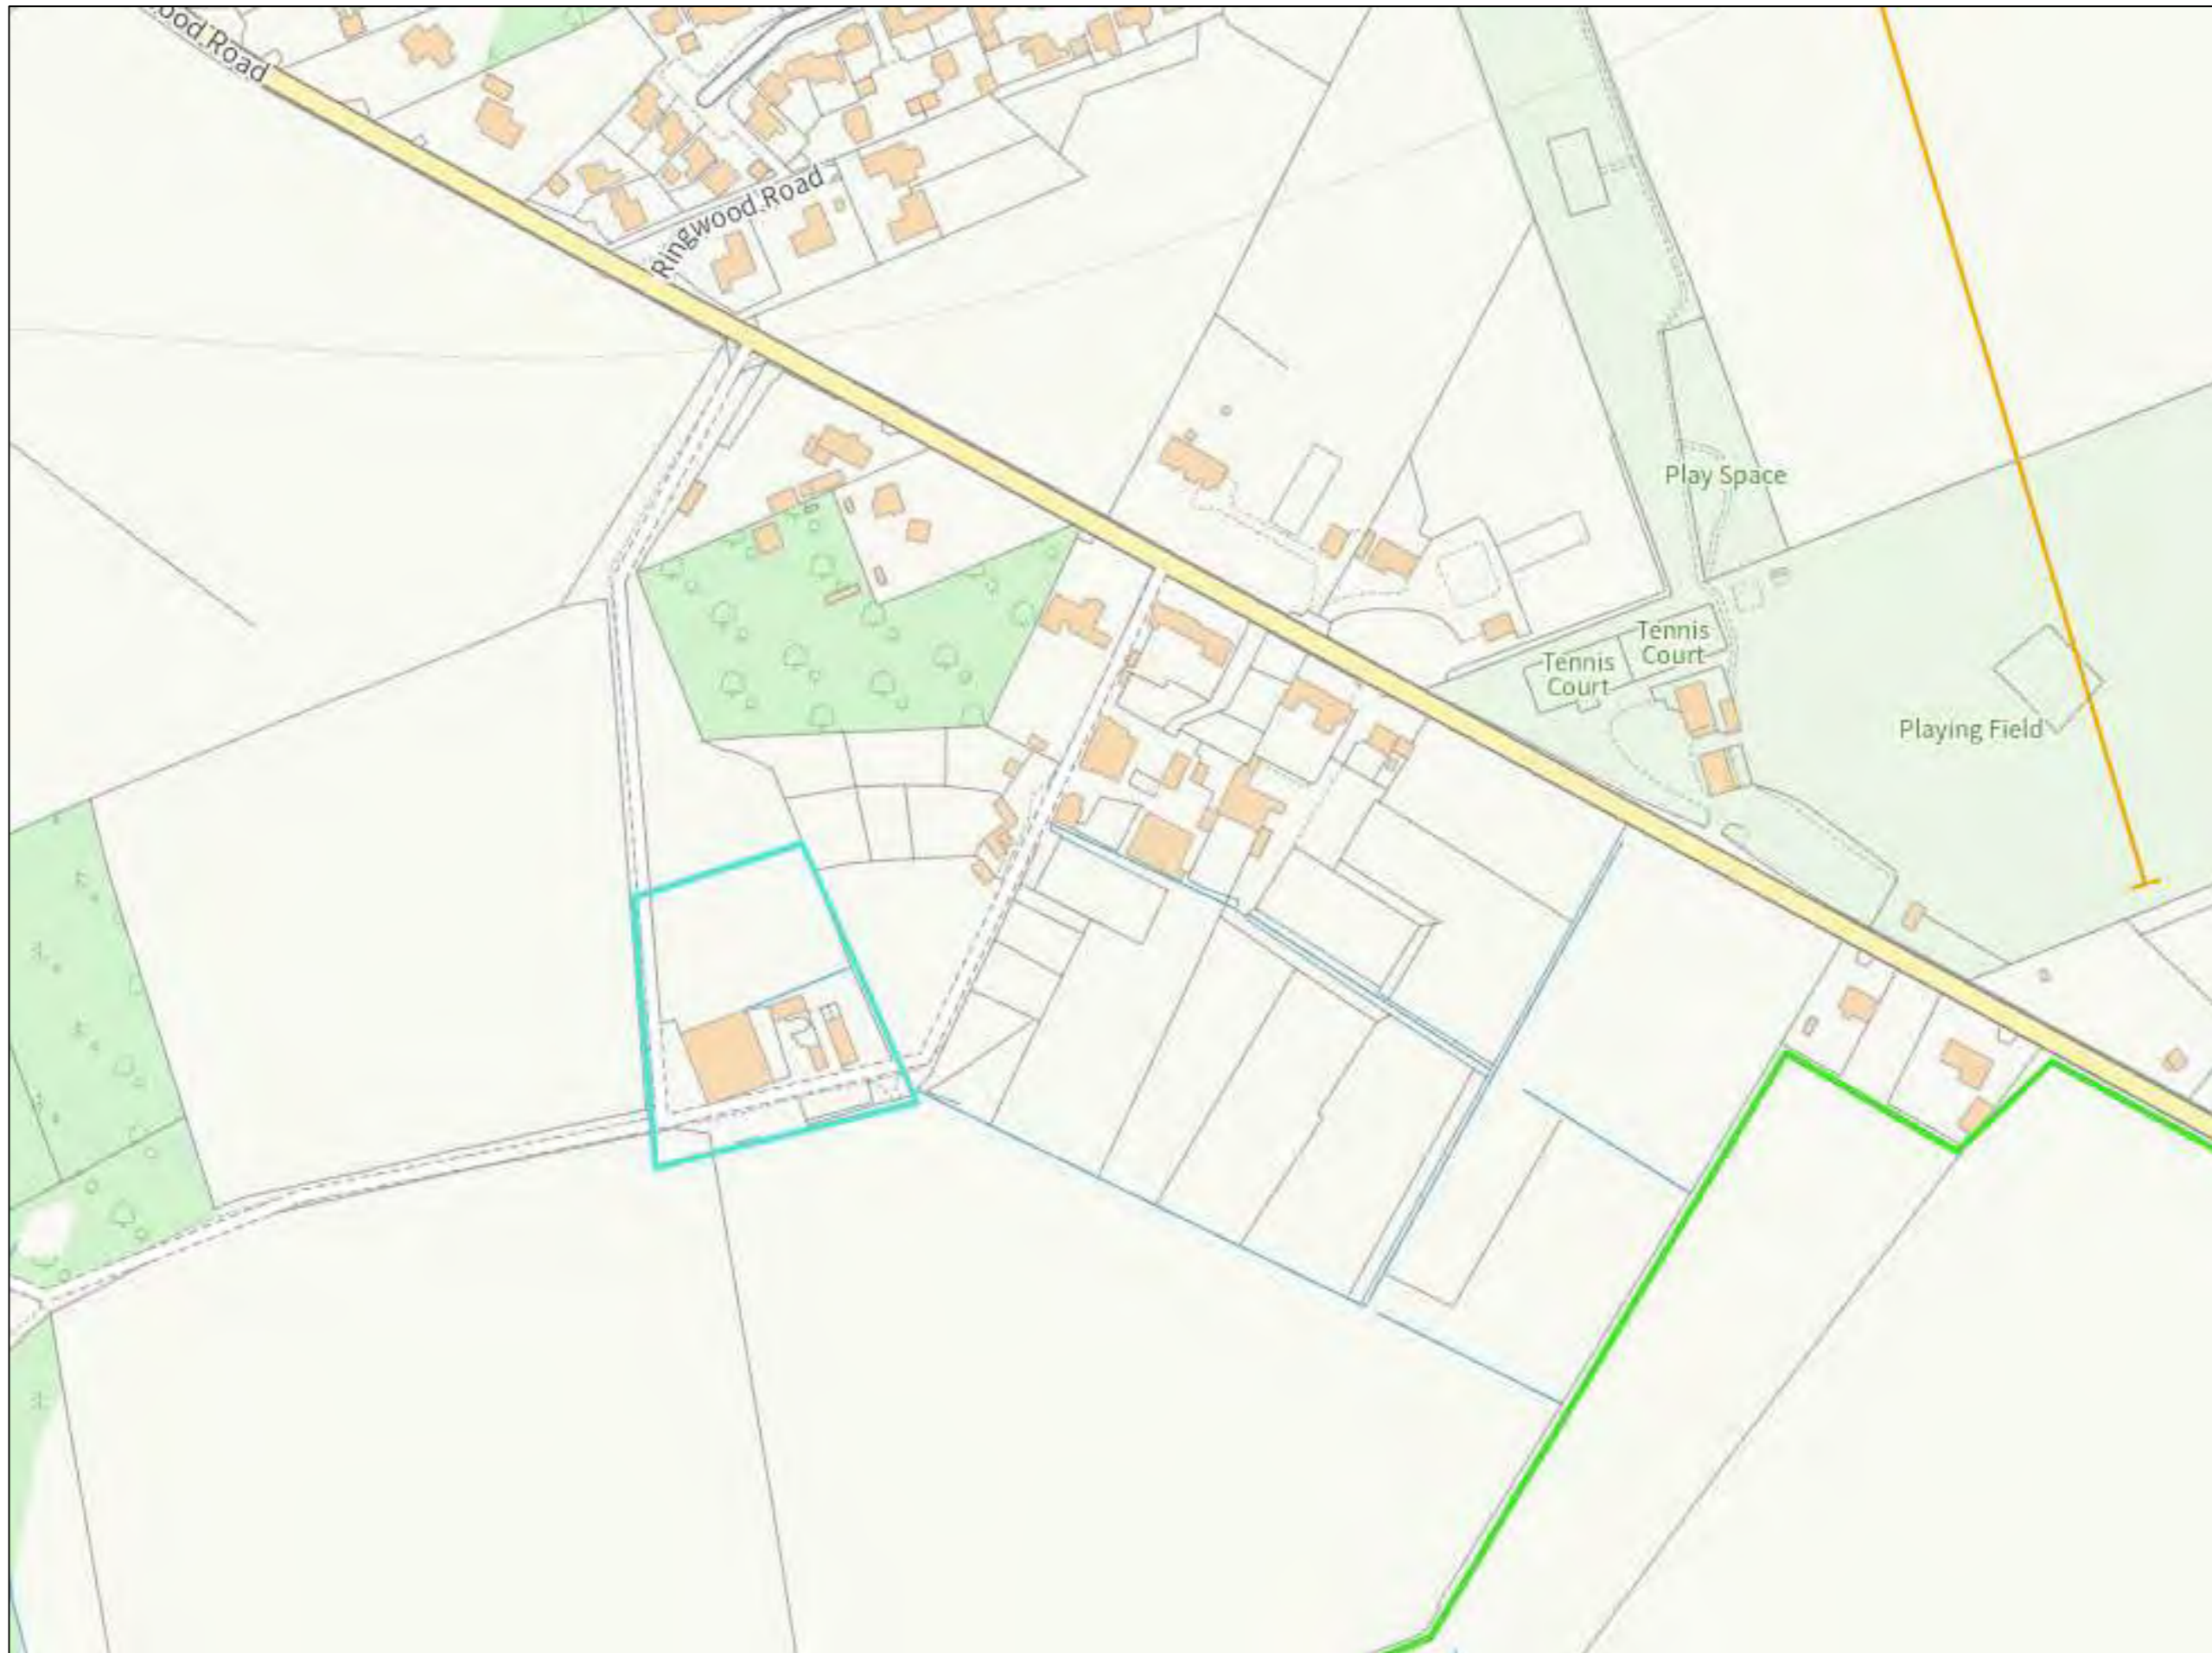 ood Road
Ringwood Road
Play Space
Tennis
Court
Tennis
Court
Playing Field